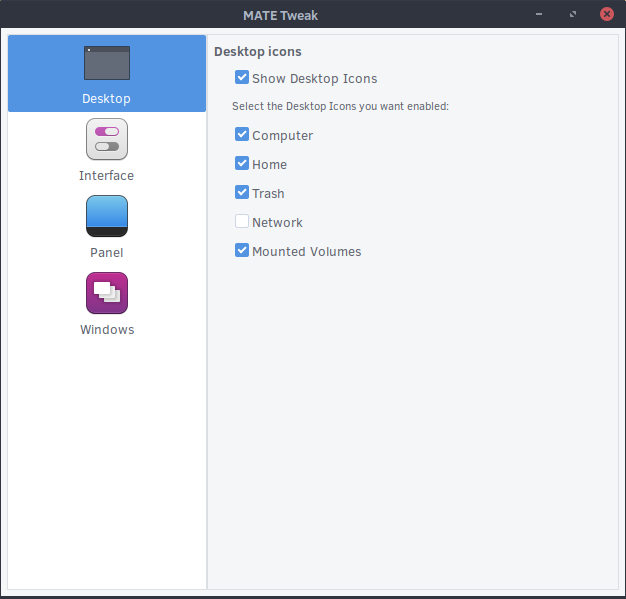 MATE Tweak
Desktop
Interface
Panel
Windows
Desktop icons
Show Desktop Icons
Select the Desktop Icons you want enabled:
Computer
Home
Trash
Network
Mounted Volumes